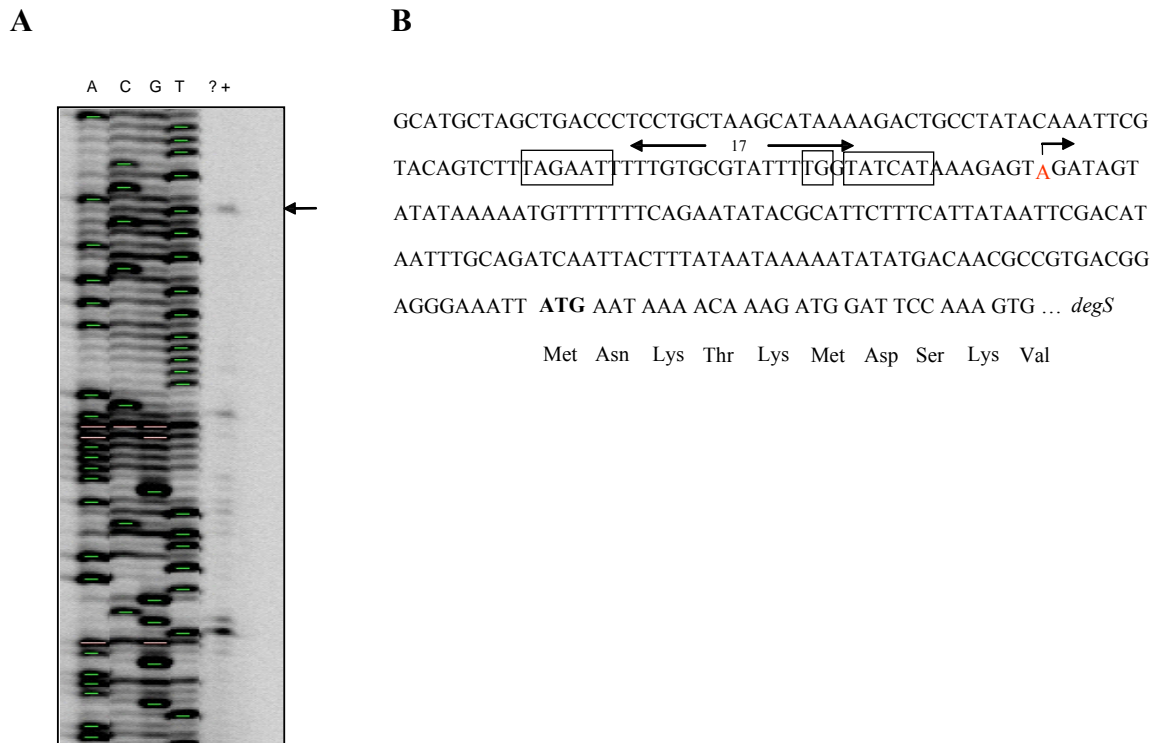 A
B
A C G T ? +
GCATGCTAGCTGACCCTCCTGCTAAGCATAAAAGACTGCCTATACAAATTCG
17
TACAGTCTTTAGAATTTTTGTGCGTATTTTGGTATCATAAAGAGTAGATAGT
ATATAAAAATGTTTTTTTCAGAATATACGCATTCTTTCATTATAATTCGACAT
AATTTGCAGATCAATTACTTTATAATAAAAATATATGACAACGCCGTGACGG
AGGGAAATT ATG AAT AAA ACA AAG ATG GAT TCC AAA GTG ... degS
Met Asn Lys Thr Lys Met Asp Ser Lys Val